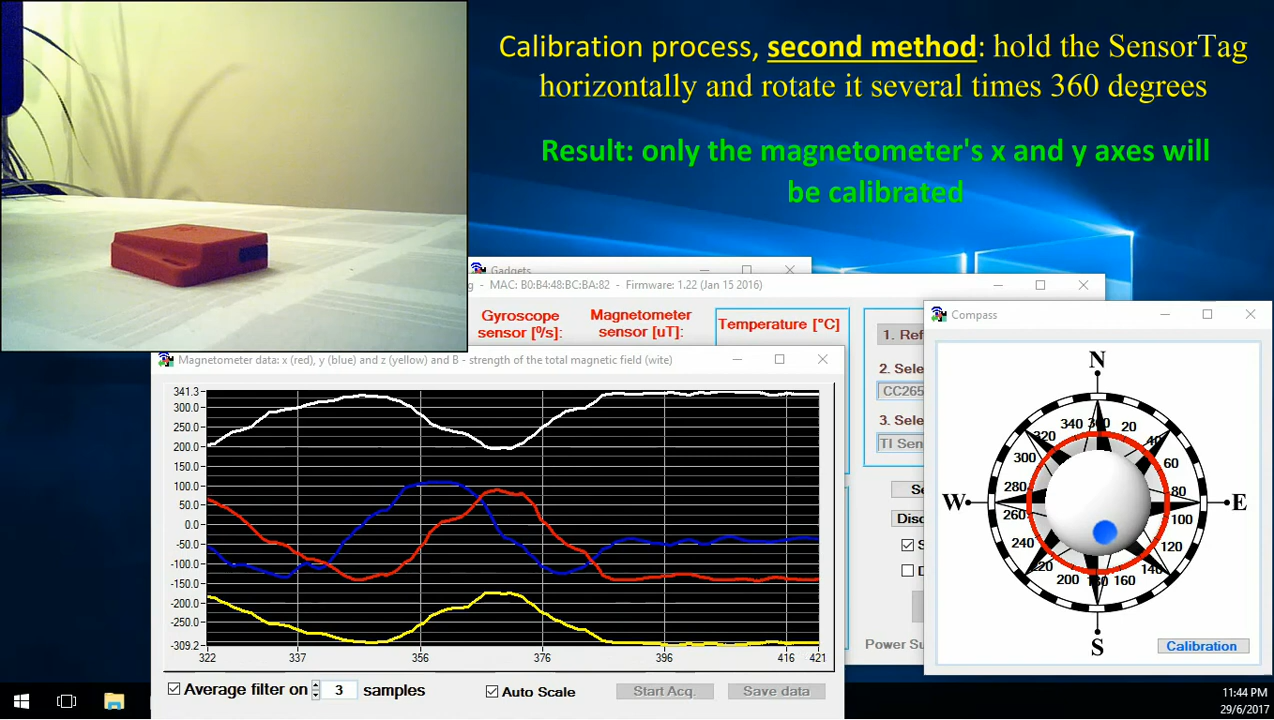 Calibration process, second method: hold the SensorTag
horizontally and rotate it several times 360 degrees
Result: only the magnetometer's x and y axes will
be calibrated
Gadgets
g - MAC: B0:B4:48:BC:BA:82 - Firmware: 1.22 (Jan 15 2016)
Gyroscope
sensor [º/s]:
Magnetometer
sensor [uT]:
Temperature [°C]
1. Ref
2. Sele
CC265
3. Sele
TI Sen
Se
Disc
S
D
Power Su
Magnetometer data: x (red), y (blue) and z (yellow) and B - strength of the total magnetic field (wite)
341.3
300.0
250.0
200.0
150.0
100.0
50.0
0.0
-50.0
-100.0
-150.0
-200.0
-250.0
-309.2
322 337 356 376 396 416 421
Average filter on 3 samples
Auto Scale
Start Acq.
Save data
Compass
N
340 360 20
320 40
300 60
280 80
W E
260 100
240 120
220 140
200 180 160
S
Calibration
11:44 PM
29/6/2017